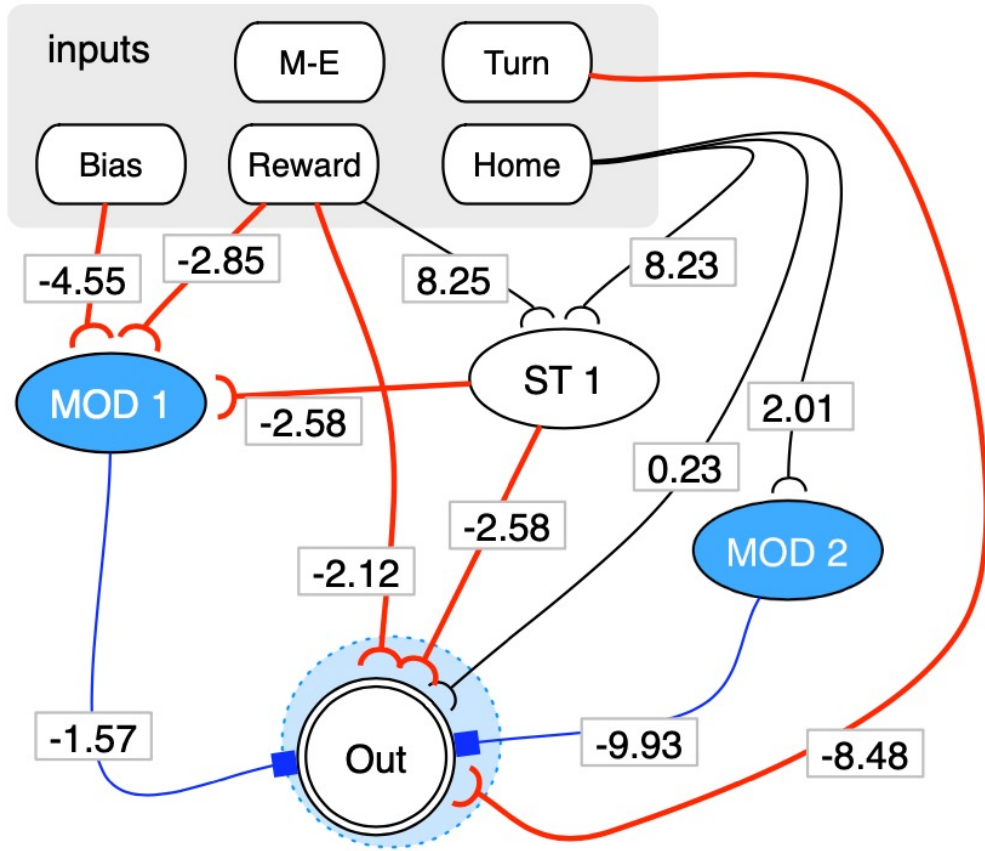 inputs
M-E
Turn
Bias
Reward
Home
-4.55
-2.85
8.25
8.23
MOD 1
ST 1
-2.58
2.01
0.23
-2.58
MOD 2
-2.12
-1.57
Out
-9.93
-8.48